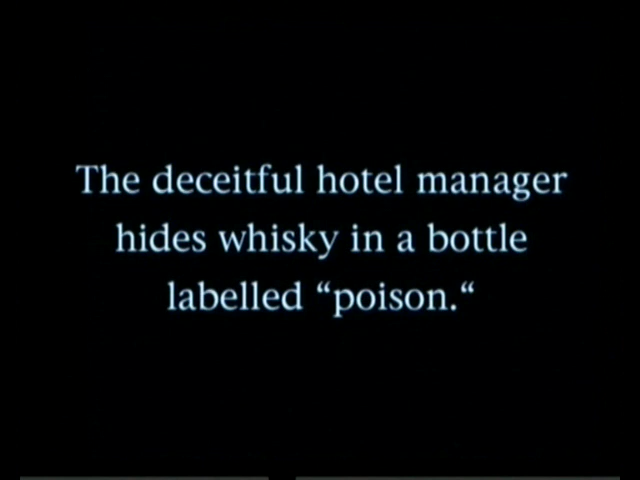 The deceitful hotel manager
hides whisky in a bottle
labelled “poison.“